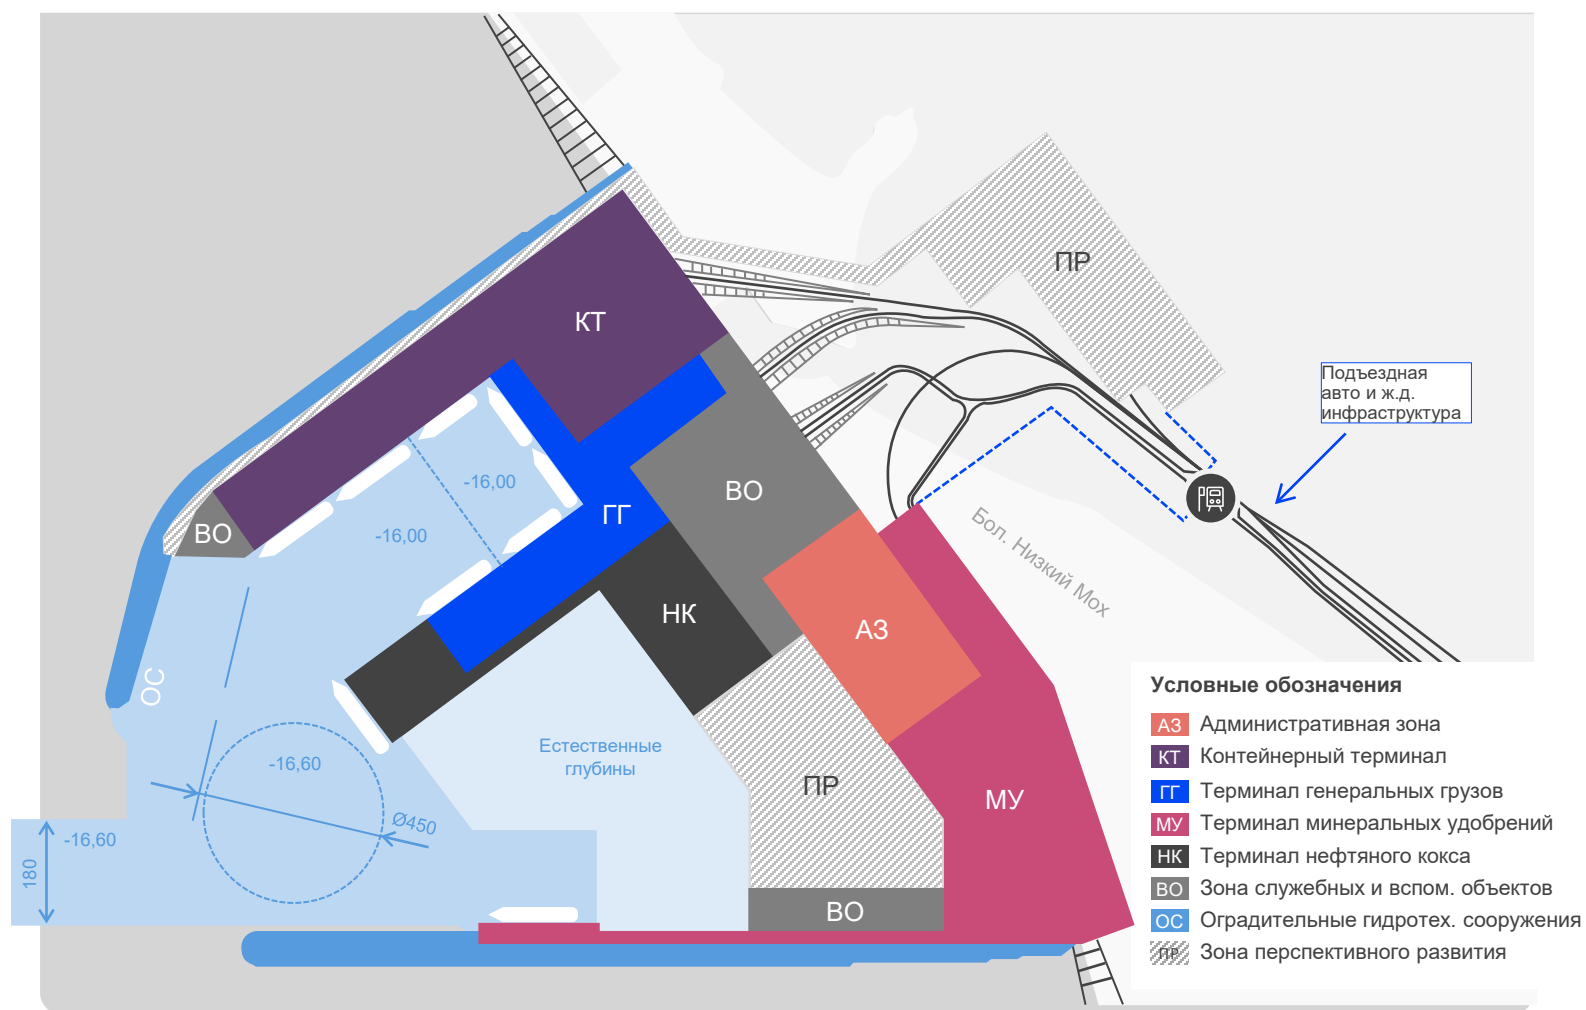 ПР
КТ
Подъездная
авто и ж.д.
инфраструктура
-16,00
ВО
ГГ
ВО
-16,00
Бол. Низкий Мох
НК
АЗ
ОС
Естественные
глубины
-16,60
ПР
МУ
Ø450
-16,60
180
ВО
Условные обозначения
АЗ Административная зона
КТ Контейнерный терминал
ГГ Терминал генеральных грузов
МУ Терминал минеральных удобрений
НК Терминал нефтяного кокса
ВО Зона служебных и вспом. объектов
ОС Оградительные гидротех. сооружения
ПР Зона перспективного развития